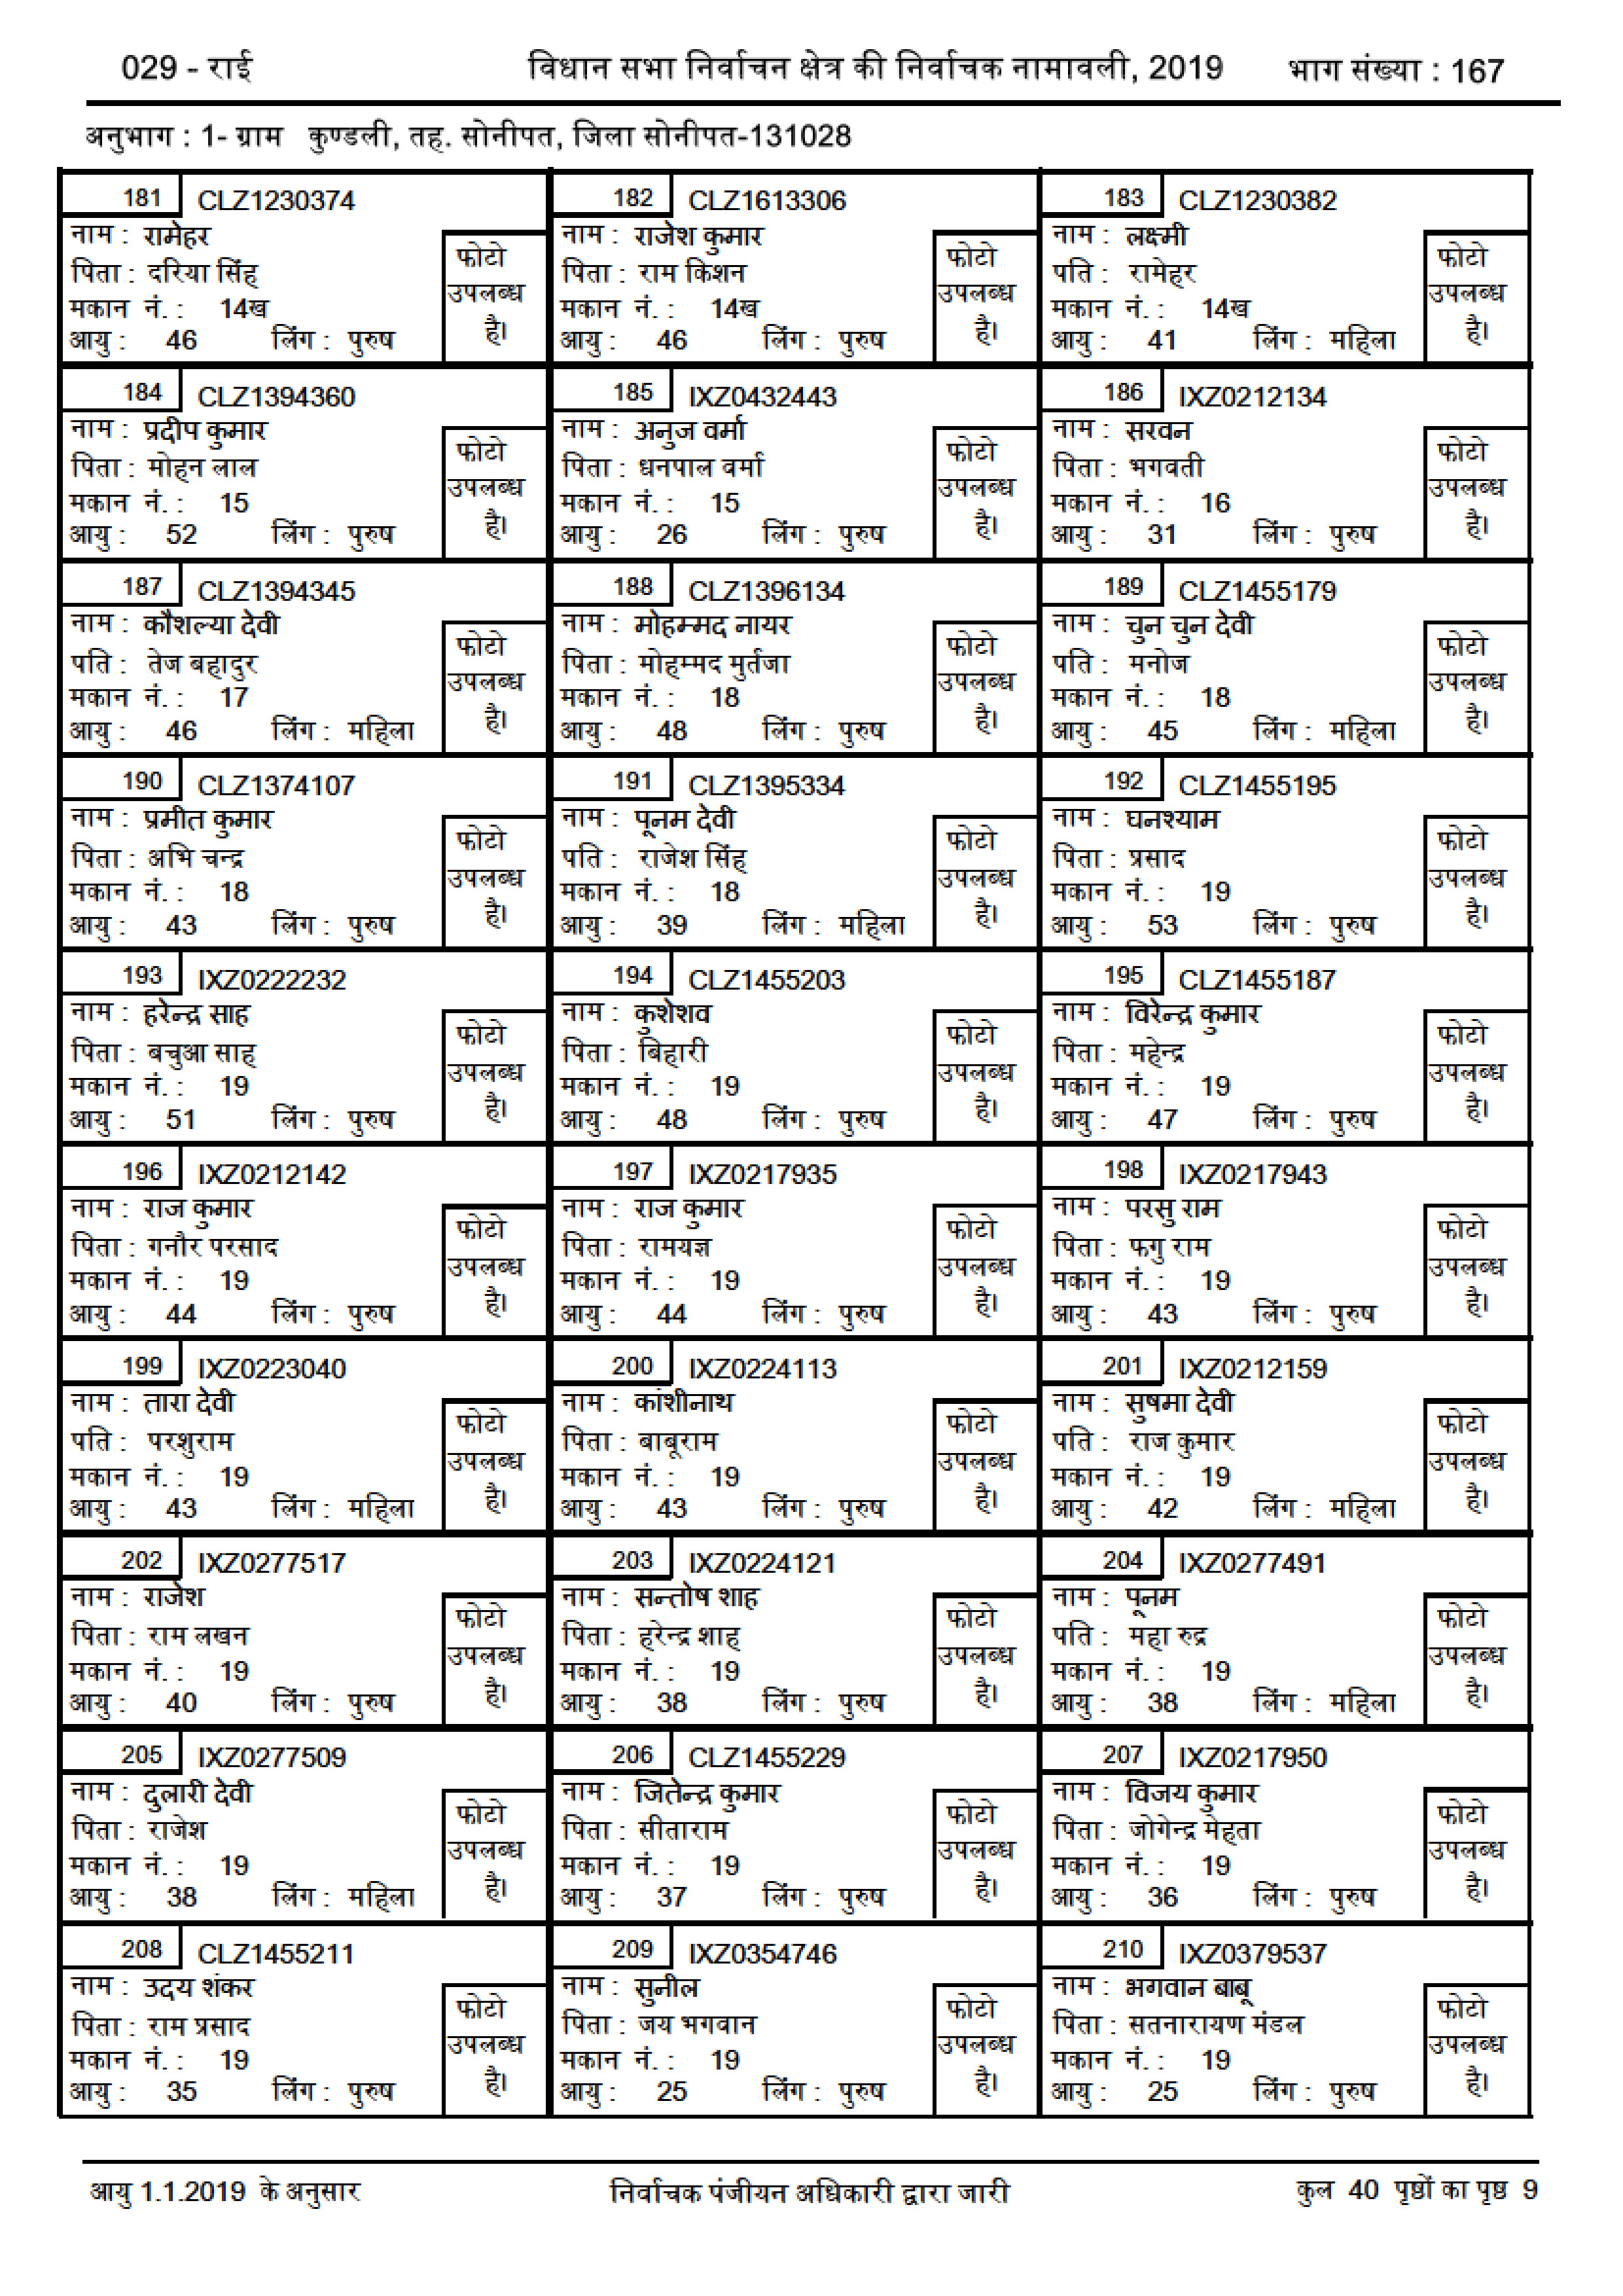 029 - राई विधान सभा निर्वाचन क्षेत्र की निर्वाचक नामावली, 2019 भाग संख्या : 167
अनुभाग : 1- ग्राम कुण्डली, तह. सोनीपत, जिला सोनीपत-131028
181 CLZ1230374
नाम : रामेहर
पिता : दरिया सिंह
मकान नं. : 14ख
आयु : 46 लिंग : पुरुष
फोटो
उपलब्ध
है।
182 CLZ1613306
नाम : राजेश कुमार
पिता : राम किशन
मकान नं. : 14ख
आयु : 46 लिंग : पुरुष
फोटो
उपलब्ध
है।
183 CLZ1230382
नाम : लक्ष्मी
पति : रामेहर
मकान नं. : 14ख
आयु : 41 लिंग : महिला
फोटो
उपलब्ध
है।
184 CLZ1394360
नाम : प्रदीप कुमार
पिता : मोहन लाल
मकान नं. : 15
आयु : 52 लिंग : पुरुष
फोटो
उपलब्ध
है।
185 IXZ0432443
नाम : अनुज वर्मा
पिता : धनपाल वर्मा
मकान नं. : 15
आयु : 26 लिंग : पुरुष
फोटो
उपलब्ध
है।
186 IXZ0212134
नाम : सरवन
पिता : भगवती
मकान नं. : 16
आयु : 31 लिंग : पुरुष
फोटो
उपलब्ध
है।
187 CLZ1394345
नाम : कौशल्या देवी
पति : तेज बहादुर
मकान नं. : 17
आयु : 46 लिंग : महिला
फोटो
उपलब्ध
है।
188 CLZ1396134
नाम : मोहम्मद नायर
पिता : मोहम्मद मुर्तजा
मकान नं. : 18
आयु : 48 लिंग : पुरुष
फोटो
उपलब्ध
है।
189 CLZ1455179
नाम : चुन चुन देवी
पति : मनोज
मकान नं. : 18
आयु : 45 लिंग : महिला
फोटो
उपलब्ध
है।
190 CLZ1374107
नाम : प्रमीत कुमार
पिता : अभि चन्द्र
मकान नं. : 18
आयु : 43 लिंग : पुरुष
फोटो
उपलब्ध
है।
191 CLZ1395334
नाम : पूनम देवी
पति : राजेश सिंह
मकान नं. : 18
आयु : 39 लिंग : महिला
फोटो
उपलब्ध
है।
192 CLZ1455195
नाम : घनश्याम
पिता : प्रसाद
मकान नं. : 19
आयु : 53 लिंग : पुरुष
फोटो
उपलब्ध
है।
193 IXZ0222232
नाम : हरेन्द्र साह
पिता : बचुआ साह
मकान नं. : 19
आयु : 51 लिंग : पुरुष
फोटो
उपलब्ध
है।
194 CLZ1455203
नाम : कुशेशव
पिता : बिहारी
मकान नं. : 19
आयु : 48 लिंग : पुरुष
फोटो
उपलब्ध
है।
195 CLZ1455187
नाम : विरेन्द्र कुमार
पिता : महेन्द्र
मकान नं. : 19
आयु : 47 लिंग : पुरुष
फोटो
उपलब्ध
है।
196 IXZ0212142
नाम : राज कुमार
पिता : गनौर परसाद
मकान नं. : 19
आयु : 44 लिंग : पुरुष
फोटो
उपलब्ध
है।
197 IXZ0217935
नाम : राज कुमार
पिता : रामयज्ञ
मकान नं. : 19
आयु : 44 लिंग : पुरुष
फोटो
उपलब्ध
है।
198 IXZ0217943
नाम : परसु राम
पिता : फगु राम
मकान नं. : 19
आयु : 43 लिंग : पुरुष
फोटो
उपलब्ध
है।
199 IXZ0223040
नाम : तारा देवी
पति : परशुराम
मकान नं. : 19
आयु : 43 लिंग : महिला
फोटो
उपलब्ध
है।
200 IXZ0224113
नाम : कांशीनाथ
पिता : बाबूराम
मकान नं. : 19
आयु : 43 लिंग : पुरुष
फोटो
उपलब्ध
है।
201 IXZ0212159
नाम : सुषमा देवी
पति : राज कुमार
मकान नं. : 19
आयु : 42 लिंग : महिला
फोटो
उपलब्ध
है।
202 IXZ0277517
नाम : राजेश
पिता : राम लखन
मकान नं. : 19
आयु : 40 लिंग : पुरुष
फोटो
उपलब्ध
है।
203 IXZ0224121
नाम : सन्तोष शाह
पिता : हरेन्द्र शाह
मकान नं. : 19
आयु : 38 लिंग : पुरुष
फोटो
उपलब्ध
है।
204 IXZ0277491
नाम : पूनम
पति : महा रुद्र
मकान नं. : 19
आयु : 38 लिंग : महिला
फोटो
उपलब्ध
है।
205 IXZ0277509
नाम : दुलारी देवी
पिता : राजेश
मकान नं. : 19
आयु : 38 लिंग : महिला
फोटो
उपलब्ध
है।
206 CLZ1455229
नाम : जितेन्द्र कुमार
पिता : सीताराम
मकान नं. : 19
आयु : 37 लिंग : पुरुष
फोटो
उपलब्ध
है।
207 IXZ0217950
नाम : विजय कुमार
पिता : जोगेन्द्र मेहता
मकान नं. : 19
आयु : 36 लिंग : पुरुष
फोटो
उपलब्ध
है।
208 CLZ1455211
नाम : उदय शंकर
पिता : राम प्रसाद
मकान नं. : 19
आयु : 35 लिंग : पुरुष
फोटो
उपलब्ध
है।
209 IXZ0354746
नाम : सुनील
पिता : जय भगवान
मकान नं. : 19
आयु : 25 लिंग : पुरुष
फोटो
उपलब्ध
है।
210 IXZ0379537
नाम : भगवान बाबू
पिता : सतनारायण मंडल
मकान नं. : 19
आयु : 25 लिंग : पुरुष
फोटो
उपलब्ध
है।
आयु 1.1.2019 के अनुसार निर्वाचक पंजीयन अधिकारी द्वारा जारी कुल 40 पृष्ठों का पृष्ठ 9